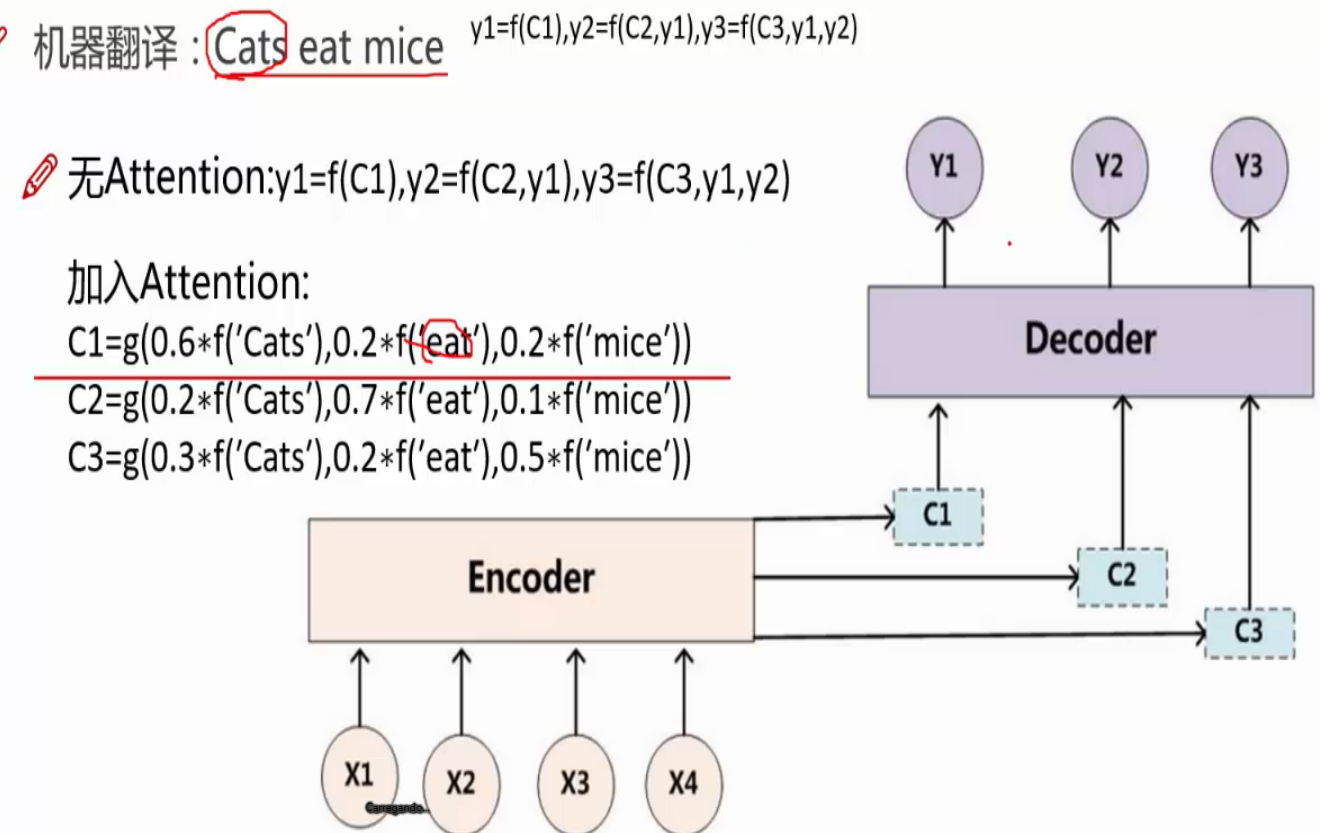 机器翻译：Cats eat mice y1=f(C1),y2=f(C2,y1),y3=f(C3,y1,y2)
无Attention:y1=f(C1),y2=f(C2,y1),y3=f(C3,y1,y2)
加入Attention:
C1=g(0.6*f('Cats'),0.2*f('eat'),0.2*f('mice'))
C2=g(0.2*f('Cats'),0.7*f('eat'),0.1*f('mice'))
C3=g(0.3*f('Cats'),0.2*f('eat'),0.5*f('mice'))
Y1 Y2 Y3
Decoder
C1
C2
C3
Encoder
X1 X2 X3 X4
Carregando...